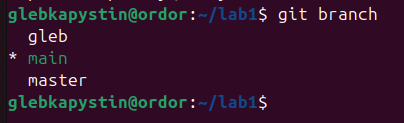 glebkapystin@ordor:~/lab1$ git branch
  gleb
* main
  master
glebkapystin@ordor:~/lab1$